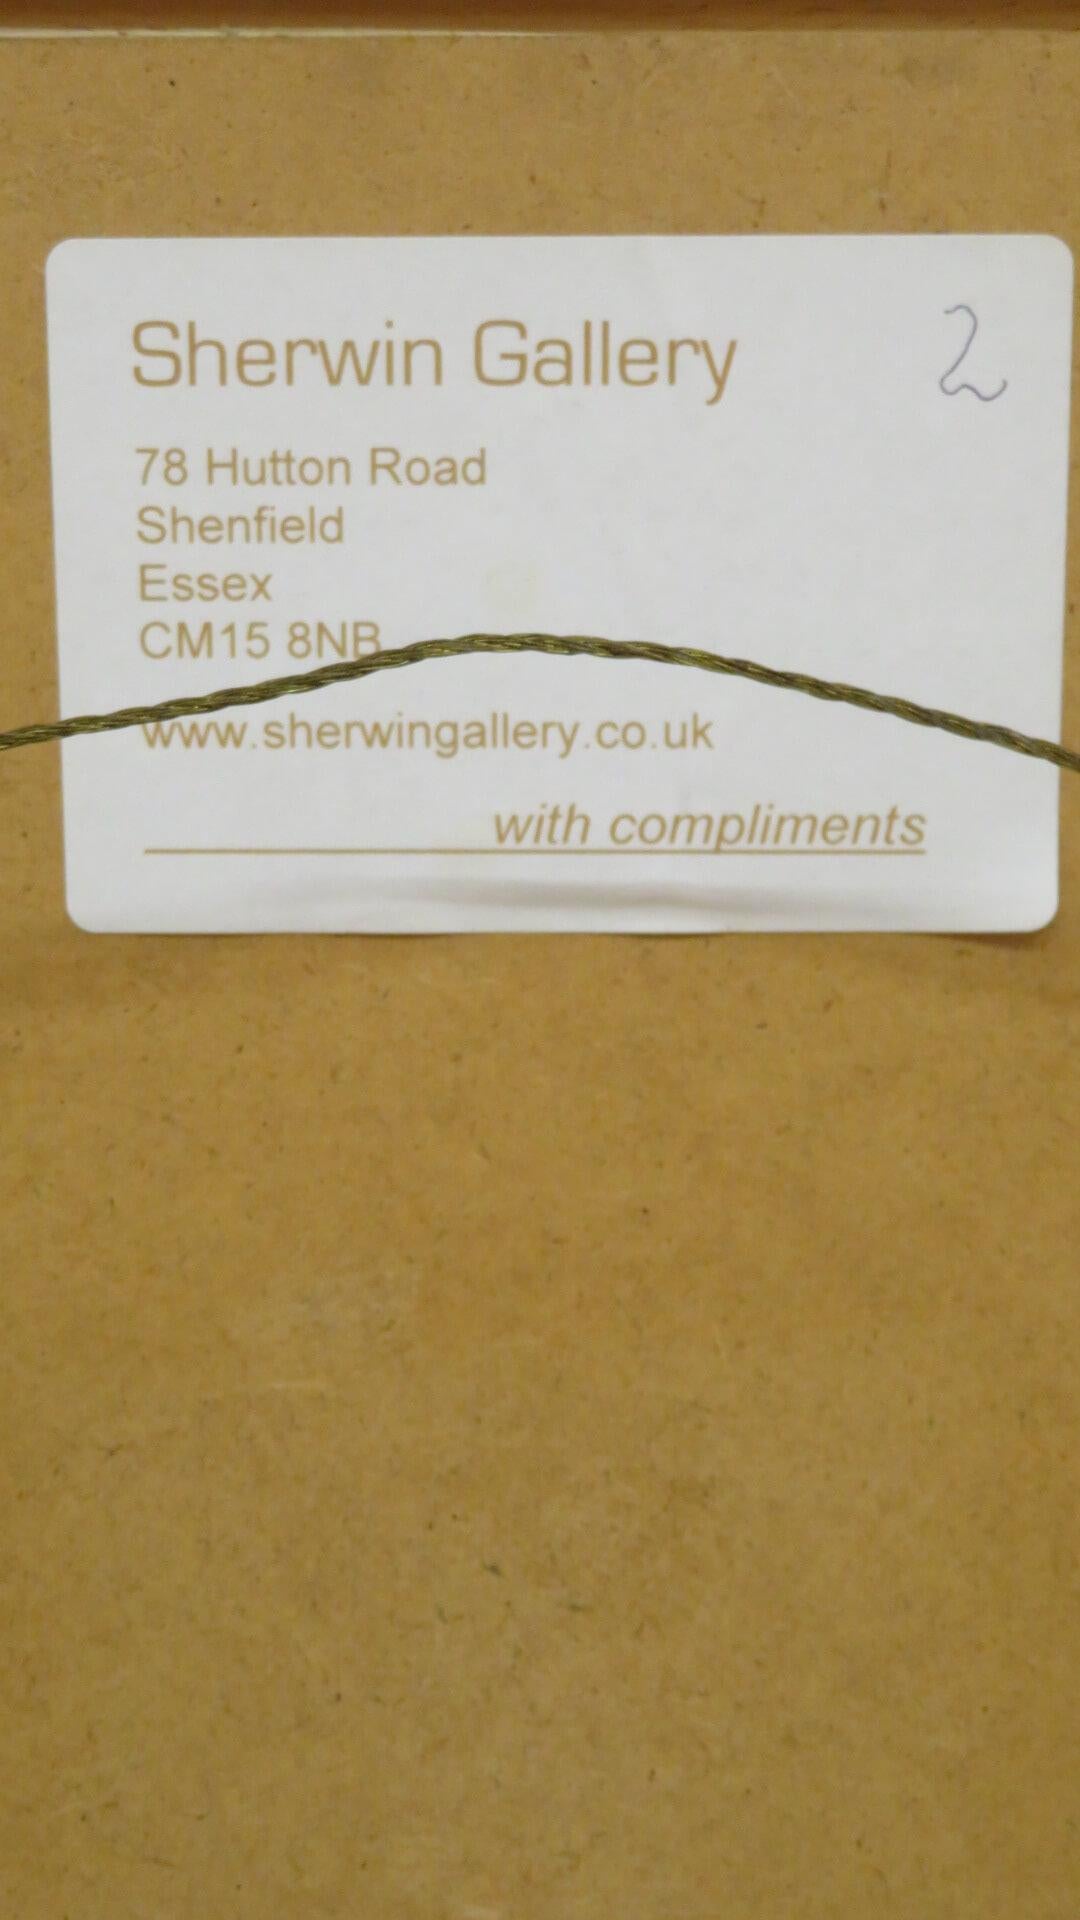 Sherwin Gallery
2
78 Hutton Road
Shenfield
Essex
CM15 8NB
www.sherwingallery.co.uk
with compliments